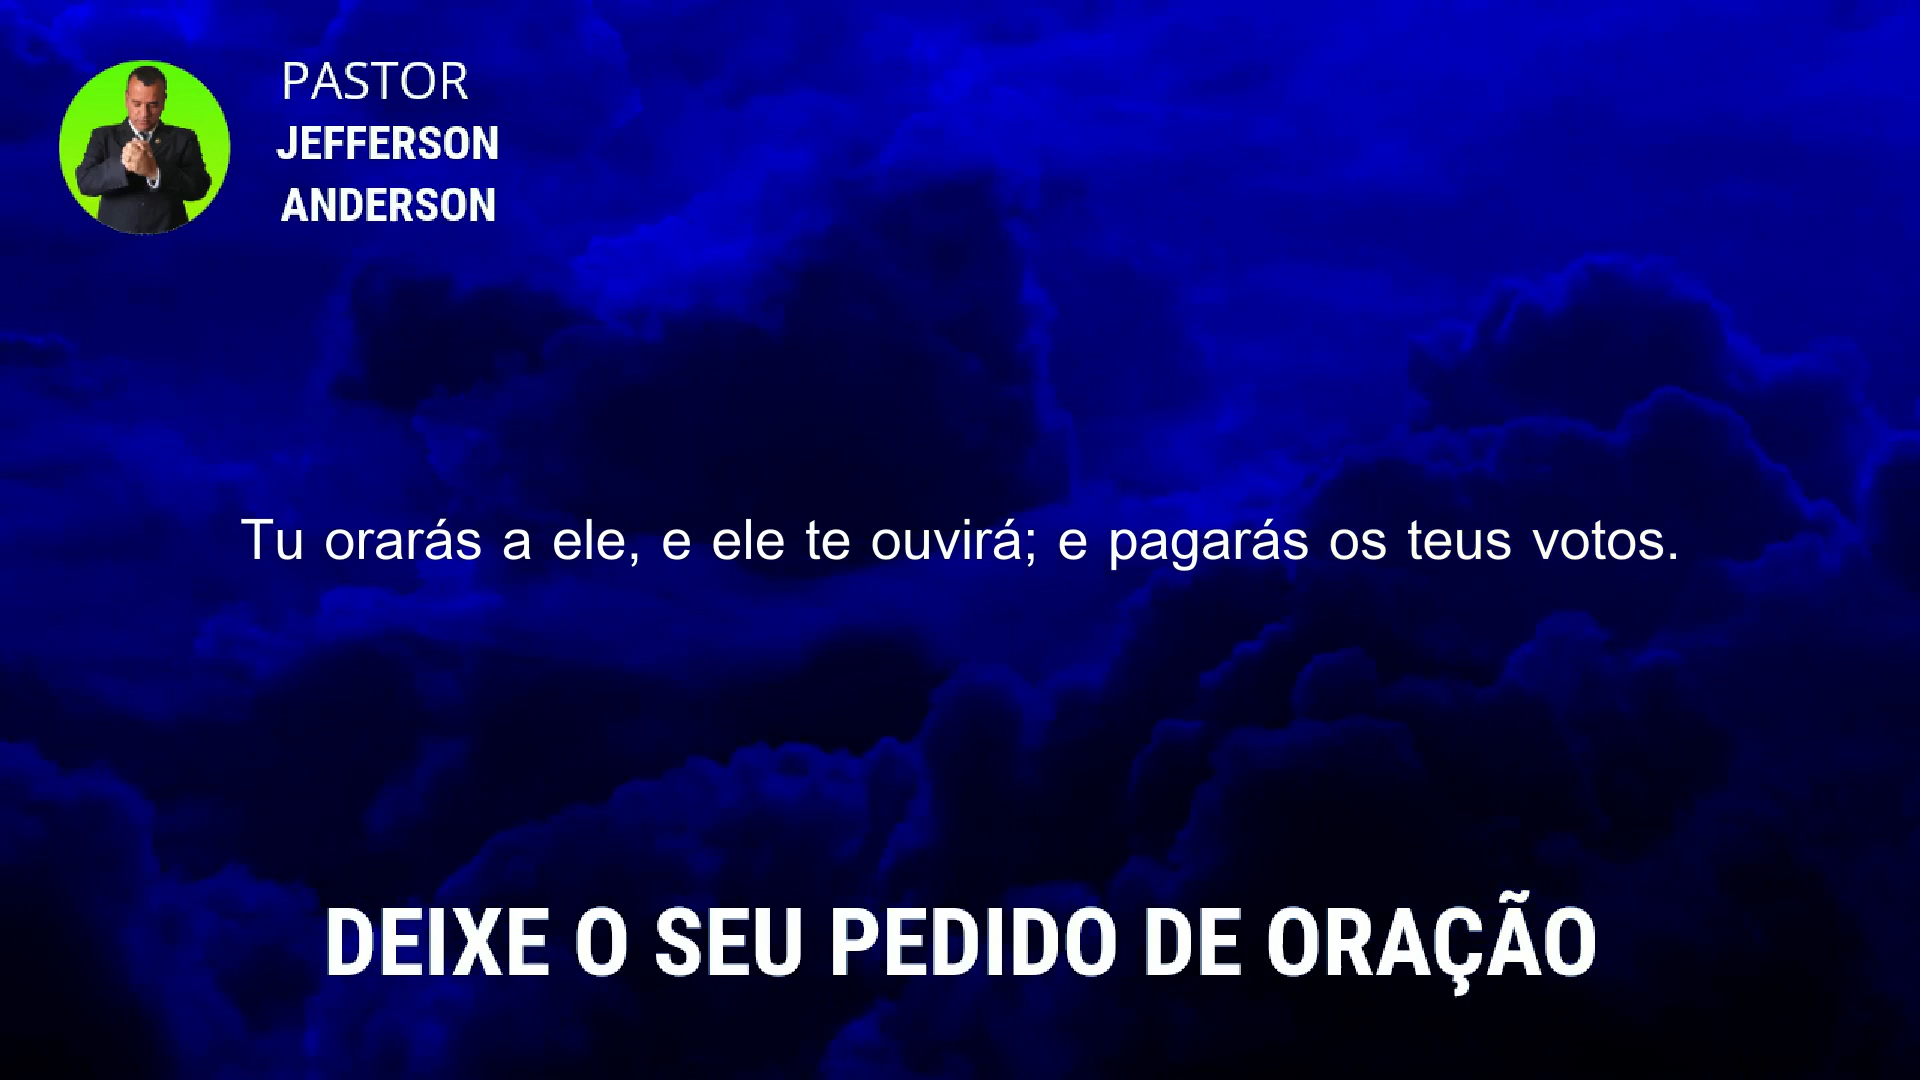 PASTOR
JEFFERSON
ANDERSON
Tu orarás a ele, e ele te ouvirá; e pagarás os teus votos.
DEIXE O SEU PEDIDO DE ORAÇÃO